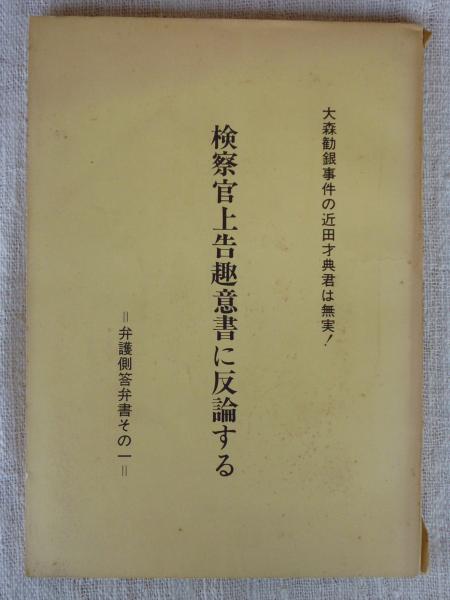 大森勧銀事件の近田才典君は無実!
検察官上告趣意書に反論する
=弁護側答弁書その一=